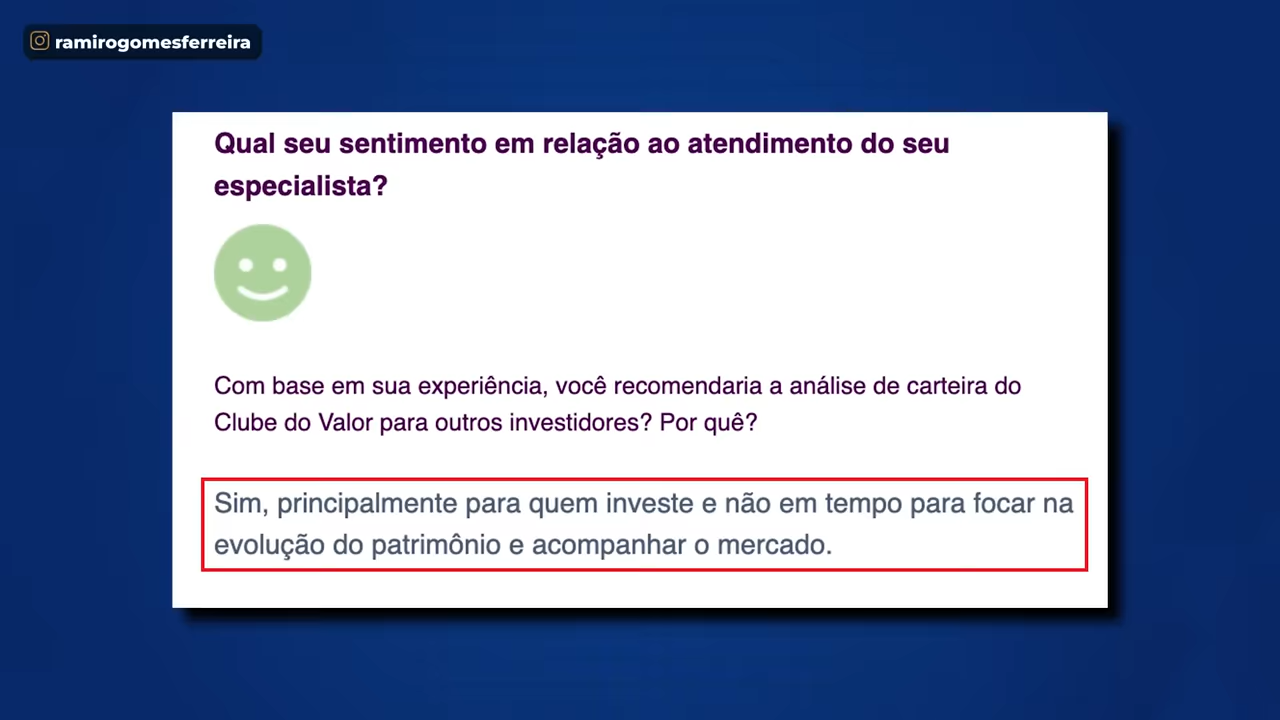 ramirogomesferreira
Qual seu sentimento em relação ao atendimento do seu
especialista?
Com base em sua experiência, você recomendaria a análise de carteira do
Clube do Valor para outros investidores? Por quê?
Sim, principalmente para quem investe e não em tempo para focar na
evolução do patrimônio e acompanhar o mercado.